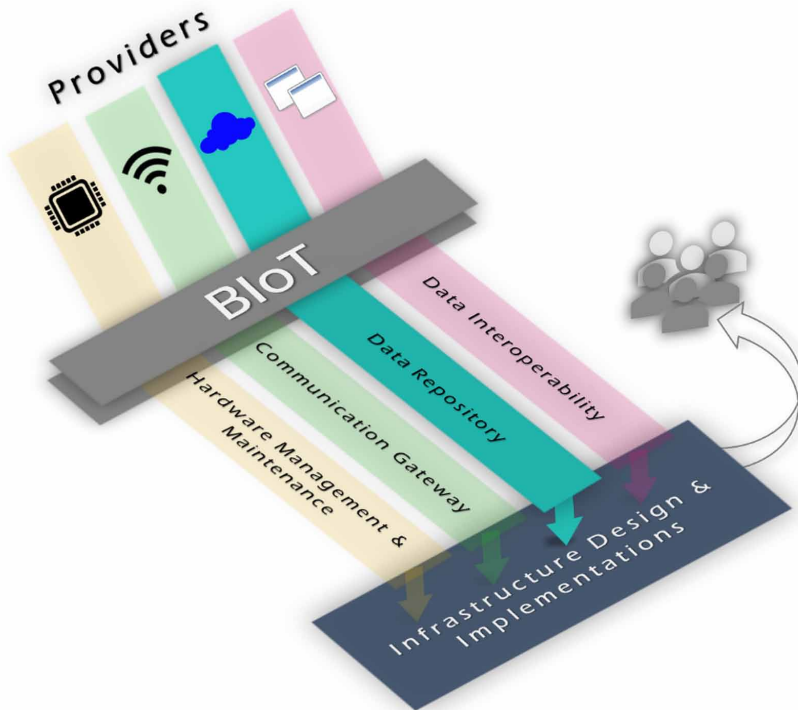 Providers
BIoT
Data Interoperability
Data Repository
Communication Gateway
Hardware Management &
Maintenance
Infrastructure Design &
Implementations